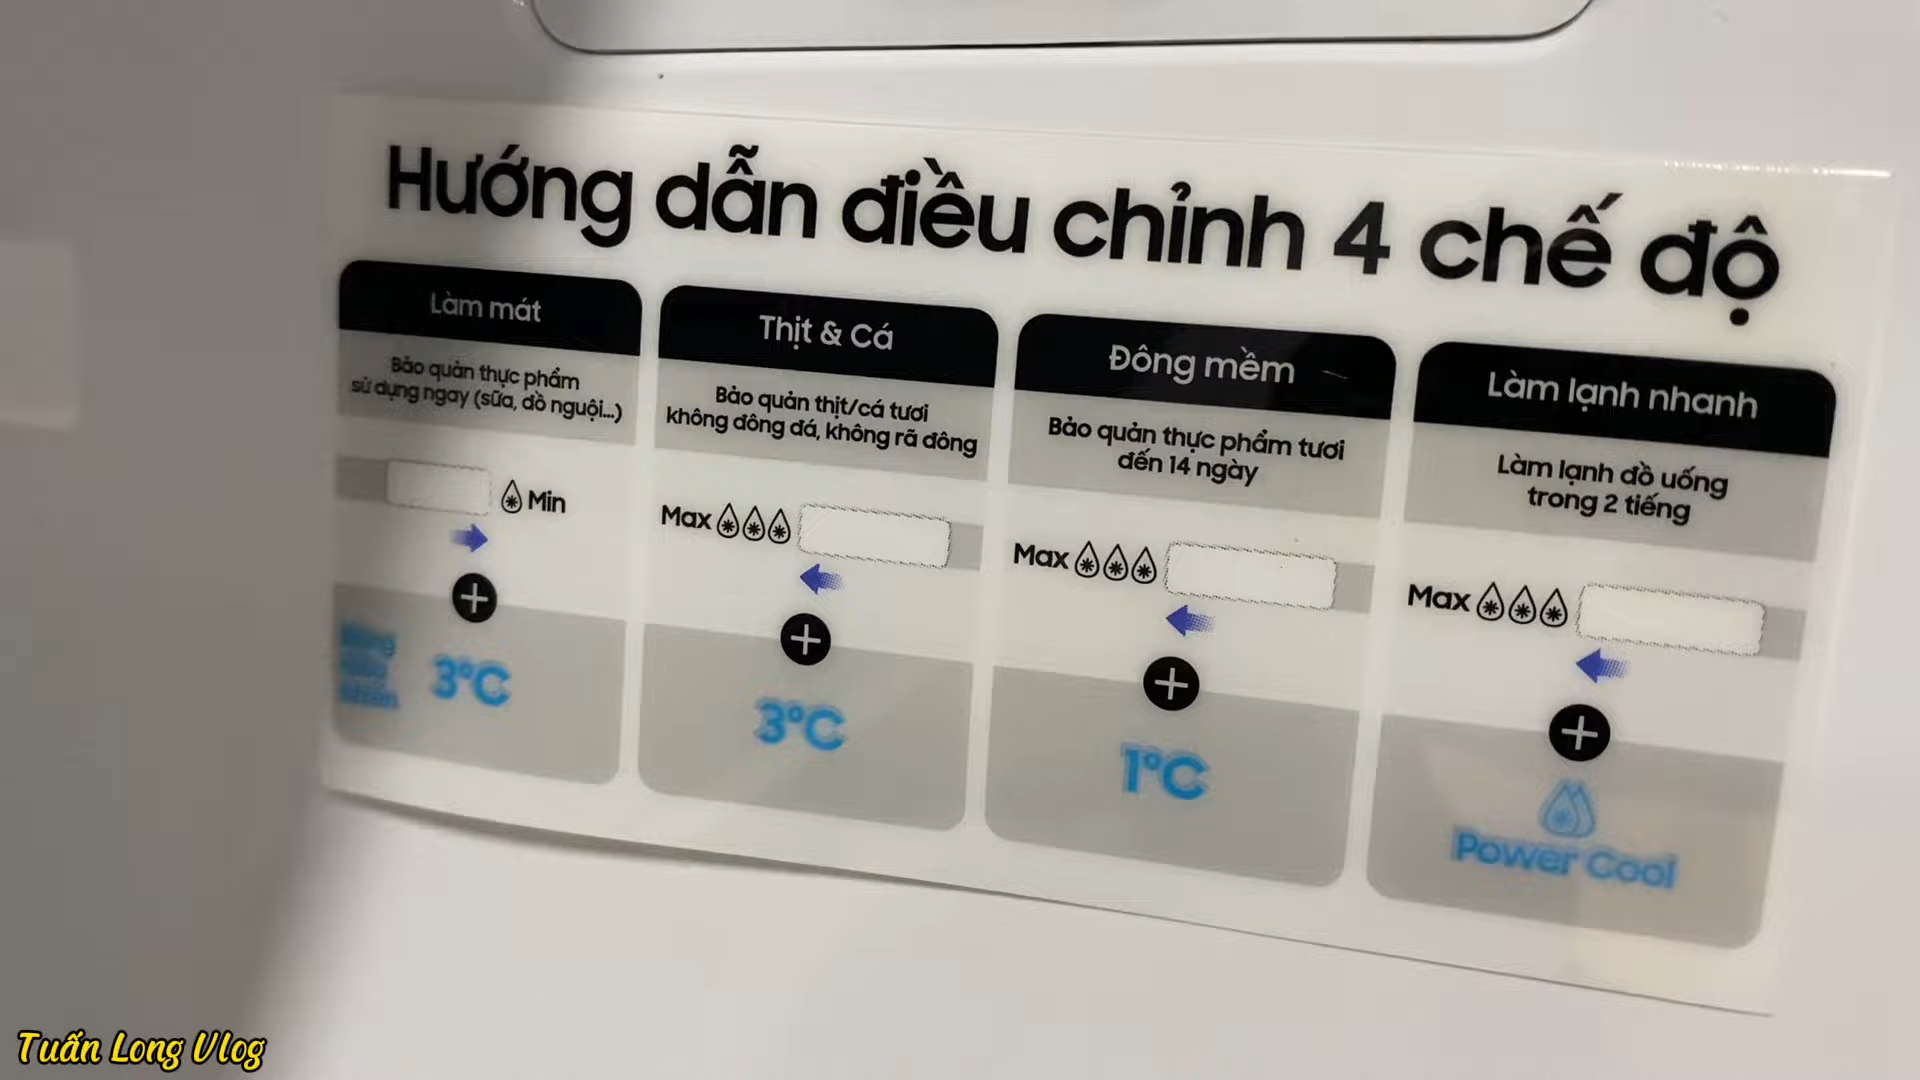 Hướng dẫn điều chỉnh 4 chế độ
Làm mát
Bảo quản thực phẩm
sử dụng ngay (sữa, đồ nguội...)
Min
3°C
Thịt & Cá
Bảo quản thịt/cá tươi
không đông đá, không rã đông
Max
3°C
Đông mềm
Bảo quản thực phẩm tươi
đến 14 ngày
Max
1°C
Làm lạnh nhanh
Làm lạnh đồ uống
trong 2 tiếng
Max
Power Cool
Tuấn Long Vlog